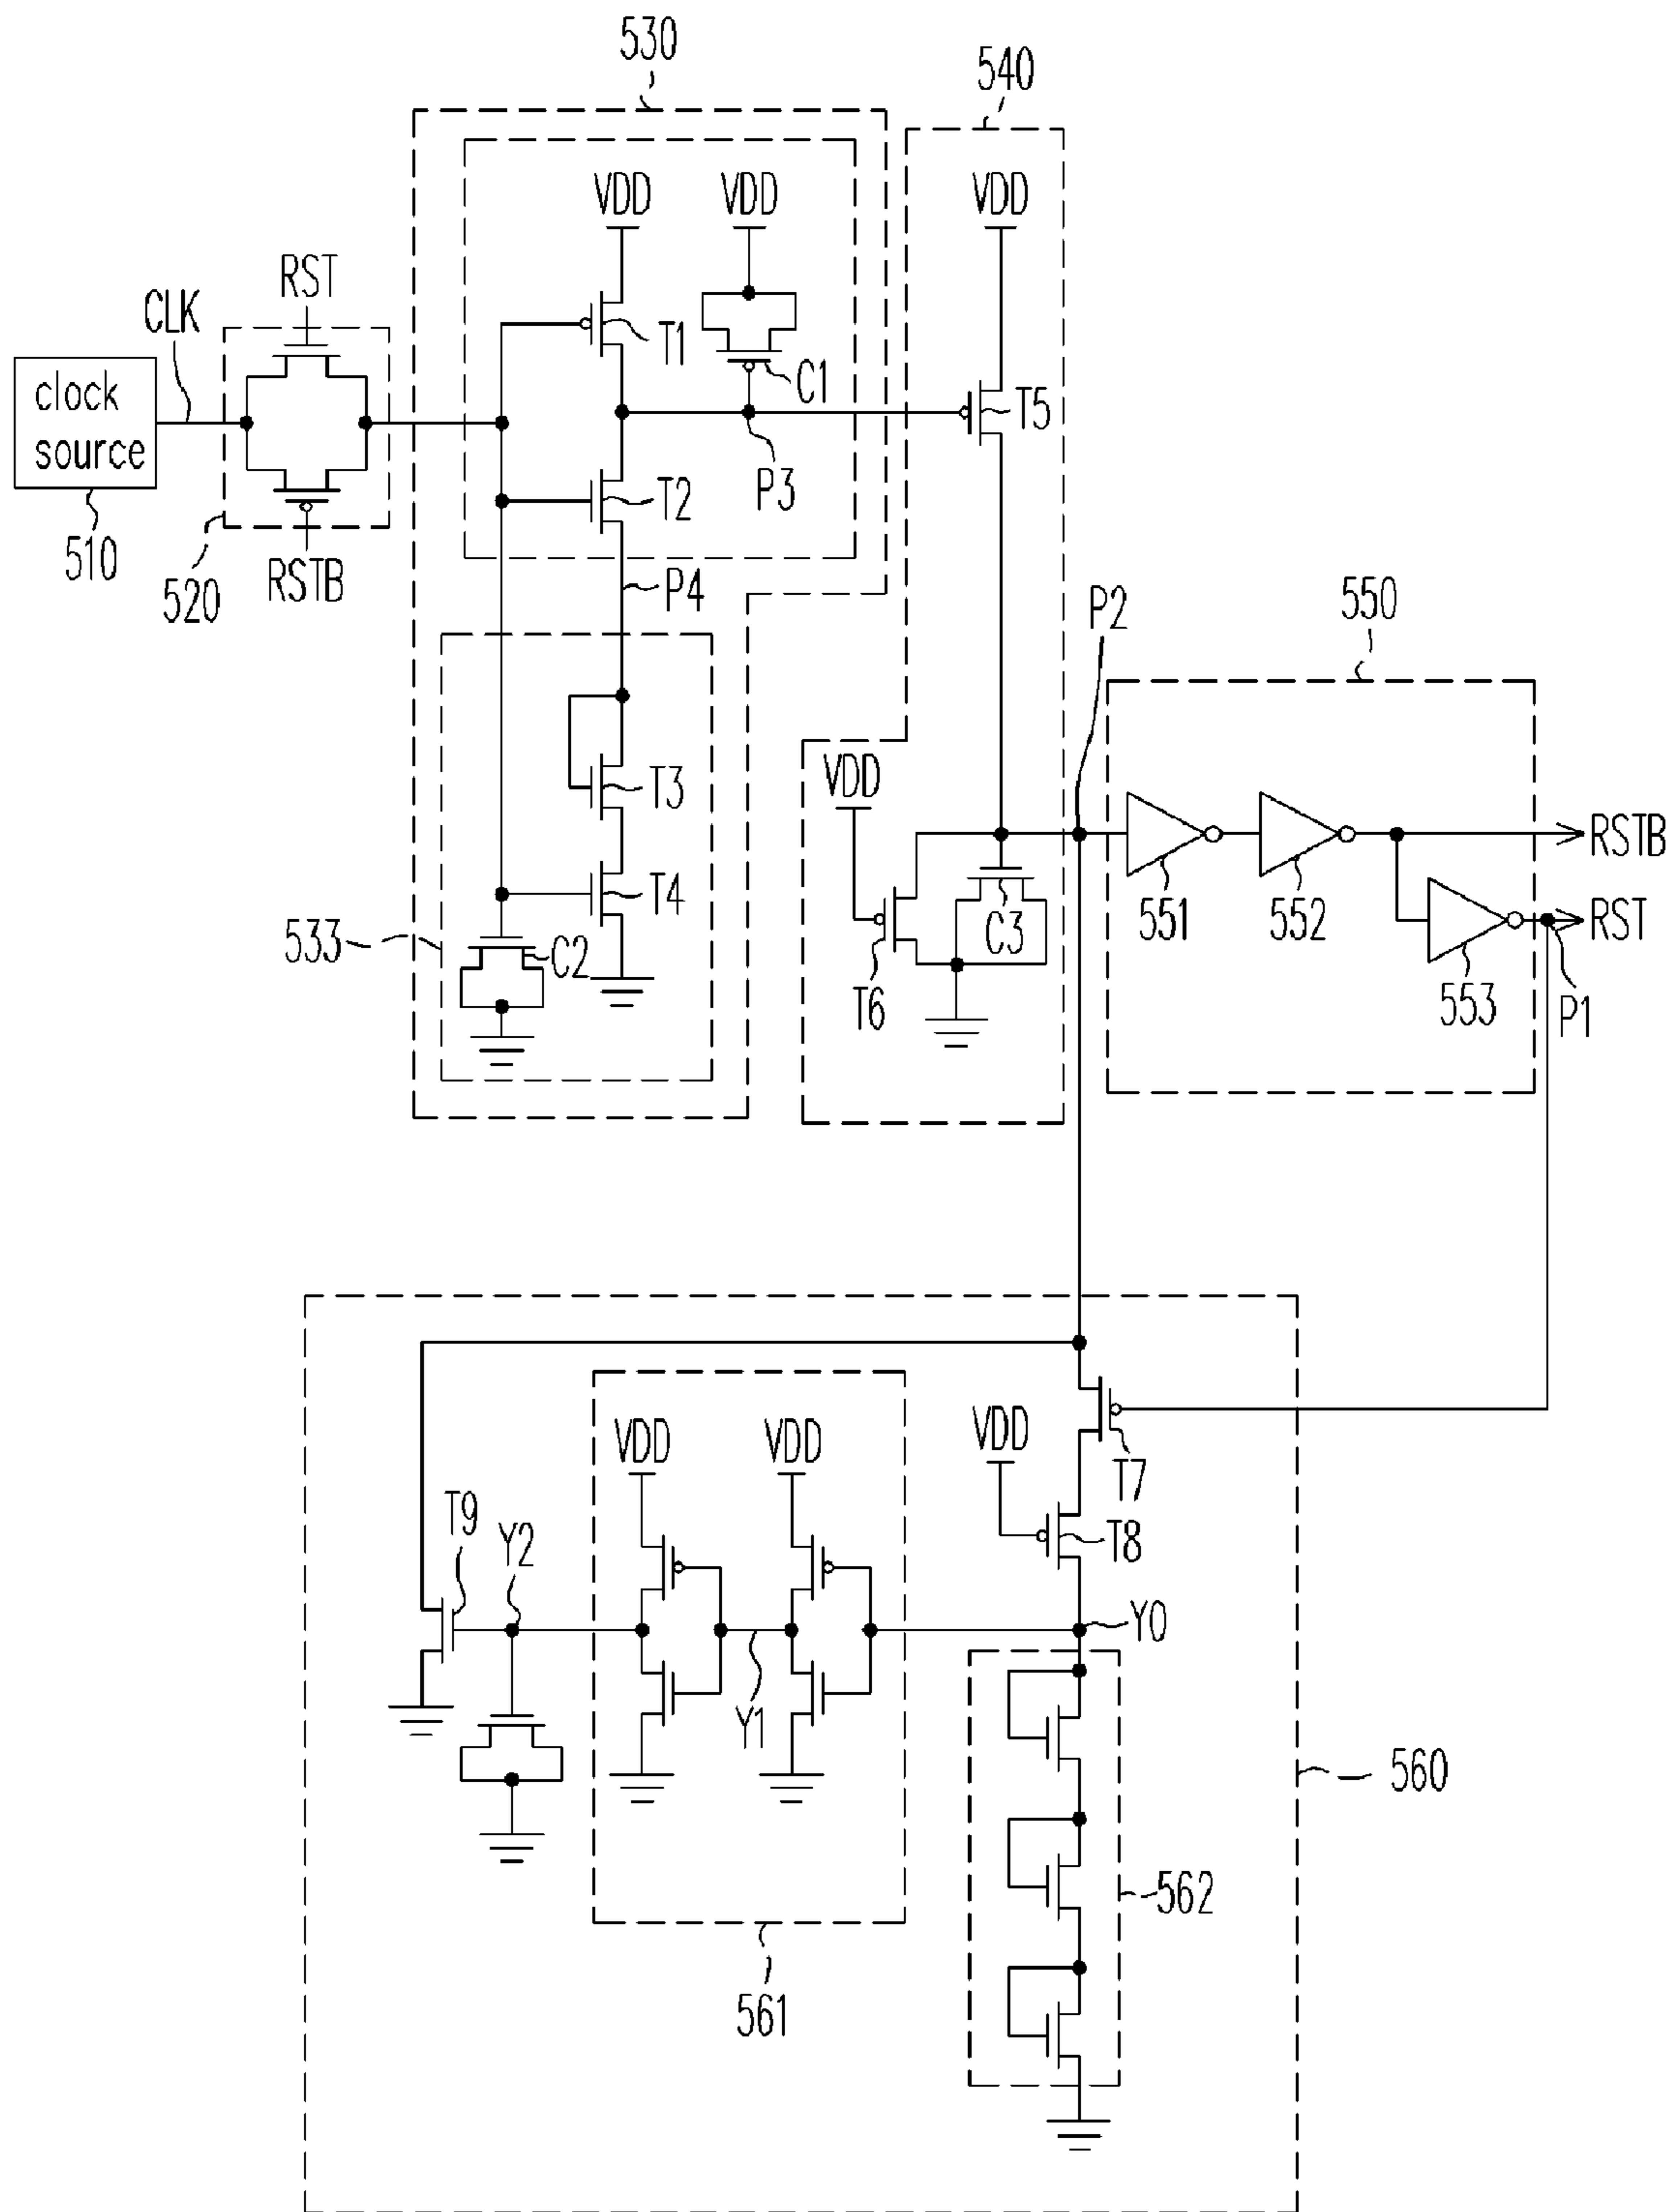 530
540
VDD
VDD
VDD
RST
CLK
T1
C1
T5
clock
source
P3
T2
510
520
RSTB
P4
P2
550
VDD
T3
RSTB
T4
551
552
RST
533
C2
C3
T6
553
P1
VDD
VDD
VDD
T7
T9
Y2
T8
Y0
Y1
560
562
561